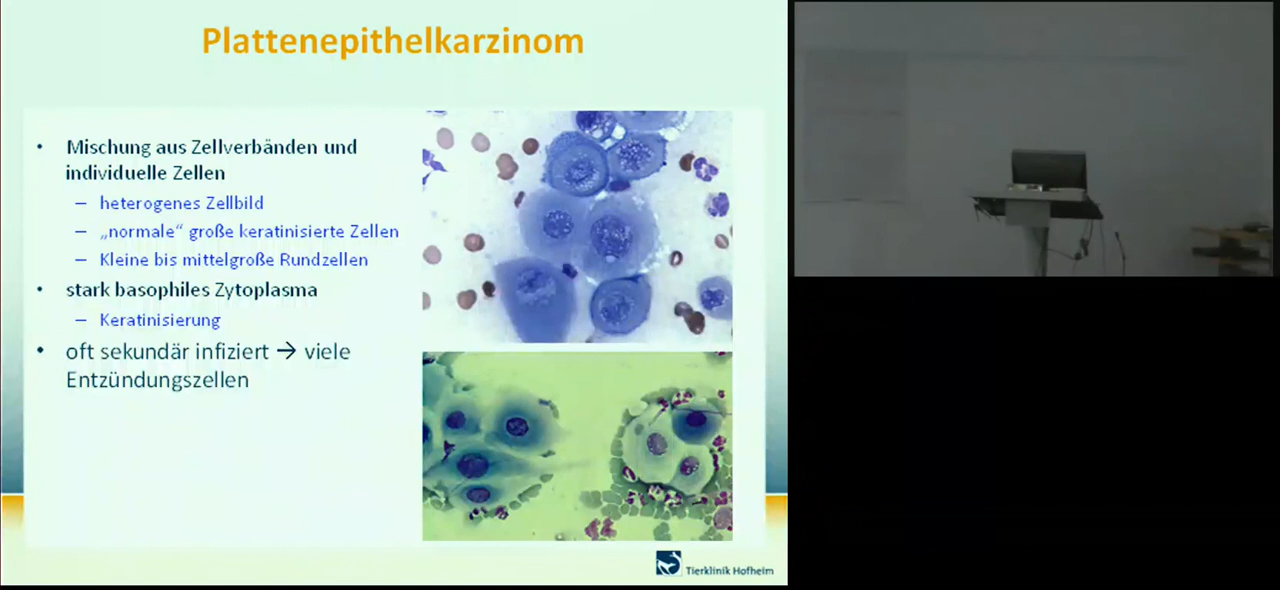 Plattenepithelkarzinom
• Mischung aus Zellverbänden und
individuelle Zellen
– heterogenes Zellbild
– „normale“ große keratinisierte Zellen
– Kleine bis mittelgroße Rundzellen
• stark basophiles Zytoplasma
– Keratinisierung
• oft sekundär infiziert → viele
Entzündungszellen
Tierklinik Hofheim